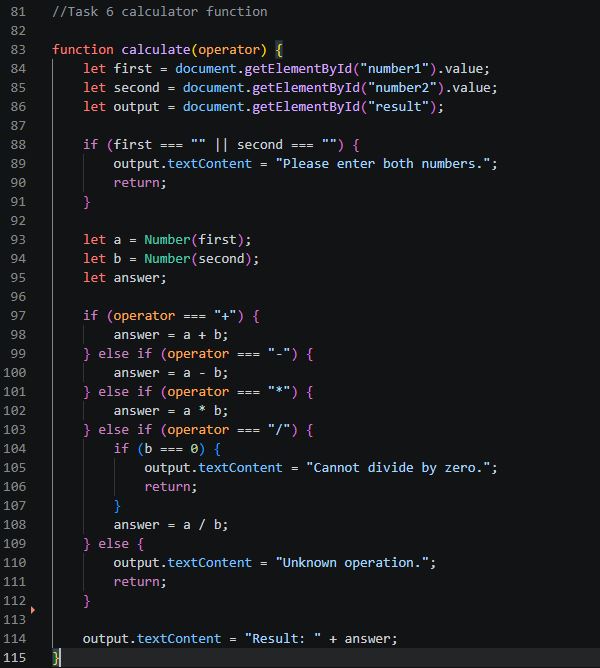 81 //Task 6 calculator function
82
83 function calculate(operator) {
84     let first = document.getElementById("number1").value;
85     let second = document.getElementById("number2").value;
86     let output = document.getElementById("result");
87
88     if (first === "" || second === "") {
89         output.textContent = "Please enter both numbers.";
90         return;
91     }
92
93     let a = Number(first);
94     let b = Number(second);
95     let answer;
96
97     if (operator === "+") {
98         answer = a + b;
99     } else if (operator === "-") {
100         answer = a - b;
101     } else if (operator === "*") {
102         answer = a * b;
103     } else if (operator === "/") {
104         if (b === 0) {
105             output.textContent = "Cannot divide by zero.";
106             return;
107         }
108         answer = a / b;
109     } else {
110         output.textContent = "Unknown operation.";
111         return;
112     }
113
114     output.textContent = "Result: " + answer;
115 }